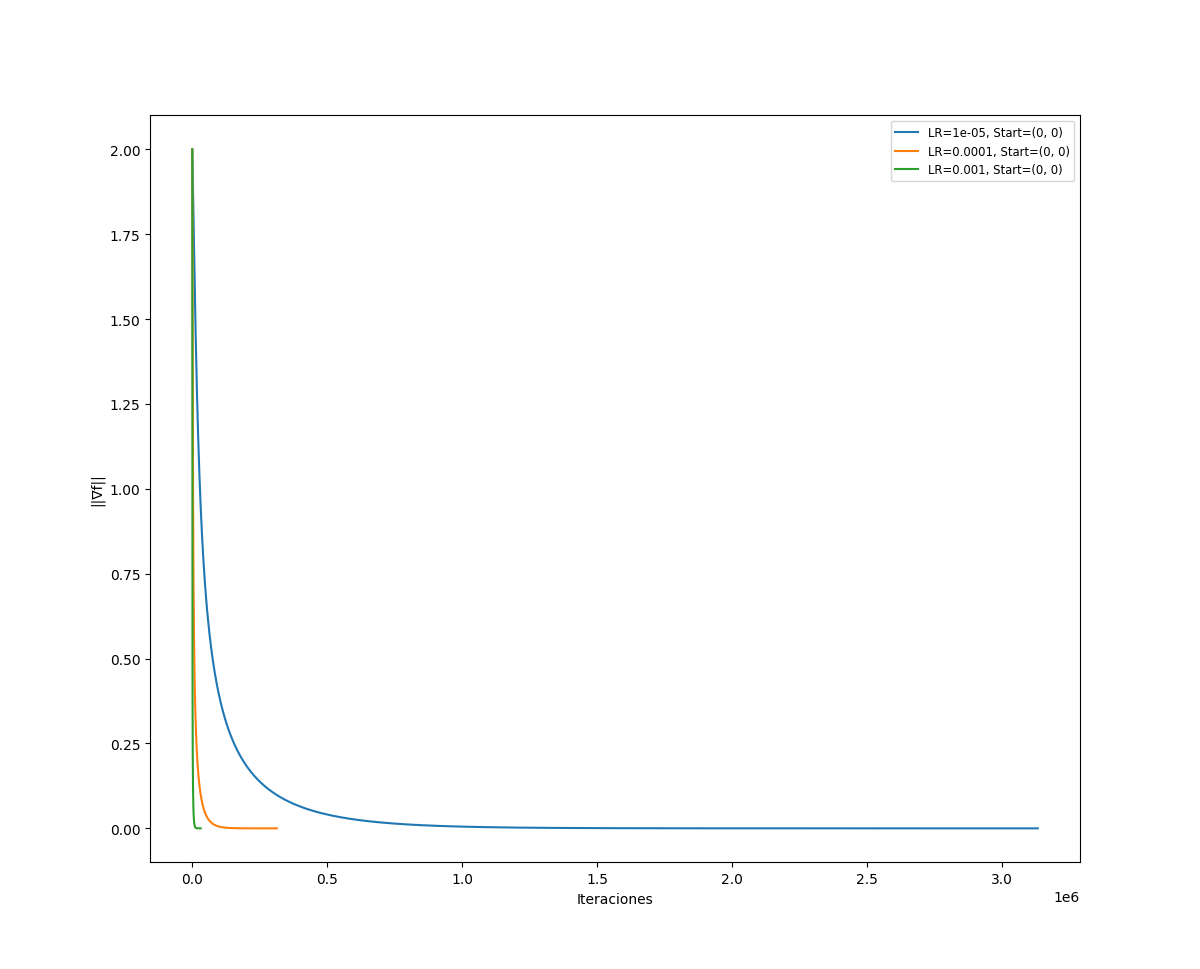 LR=1e-05, Start=(0, 0)
LR=0.0001, Start=(0, 0)
LR=0.001, Start=(0, 0)
2.00
1.75
1.50
1.25
1.00
0.75
0.50
0.25
0.00
||∇f||
0.0 0.5 1.0 1.5 2.0 2.5 3.0
1e6
Iteraciones